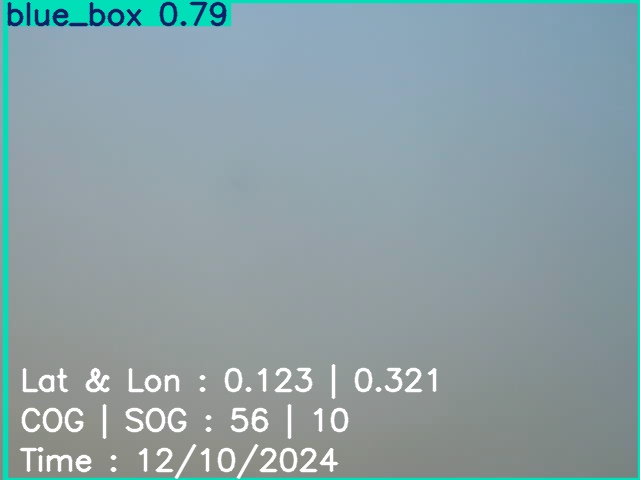 blue_box 0.79
Lat & Lon : 0.123 | 0.321
COG | SOG : 56 | 10
Time : 12/10/2024